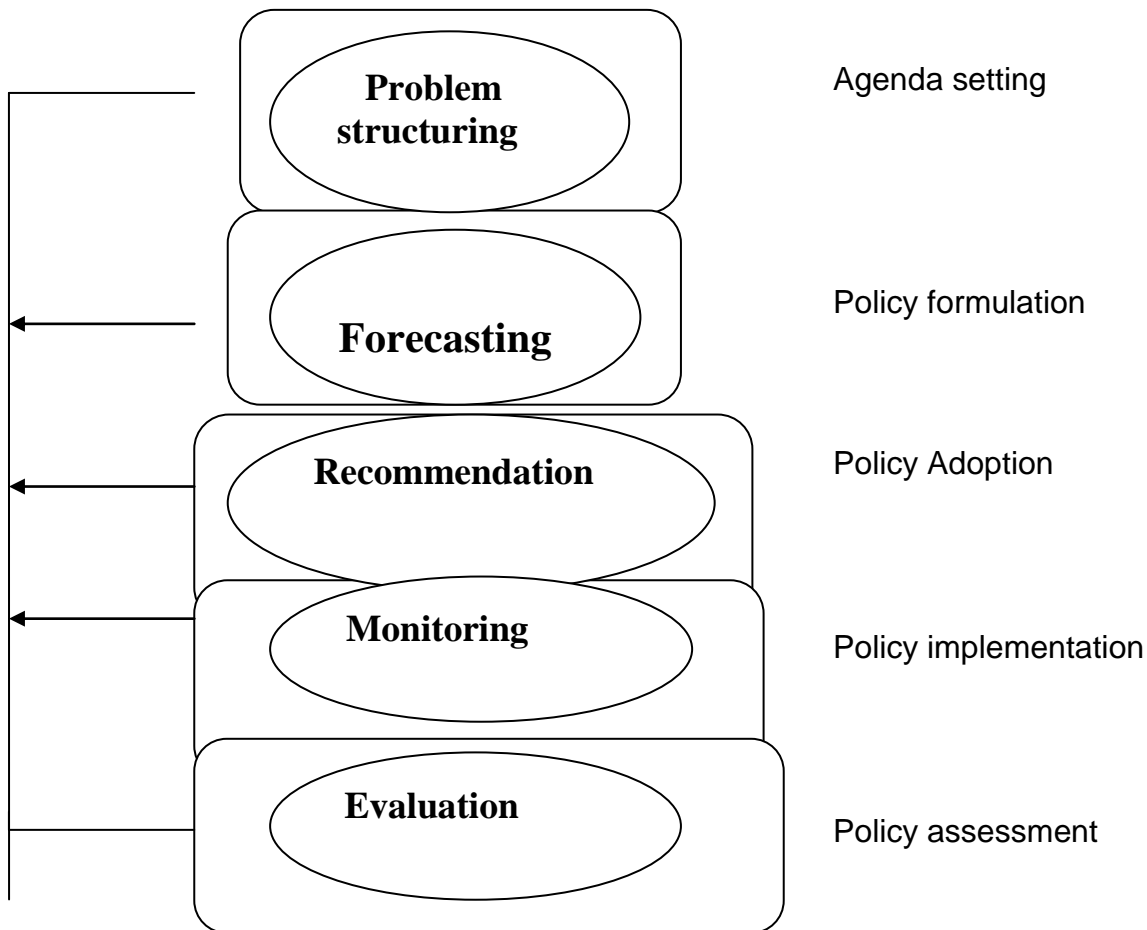 Problem
structuring
Agenda setting
Forecasting
Policy formulation
Recommendation
Policy Adoption
Monitoring
Policy implementation
Evaluation
Policy assessment